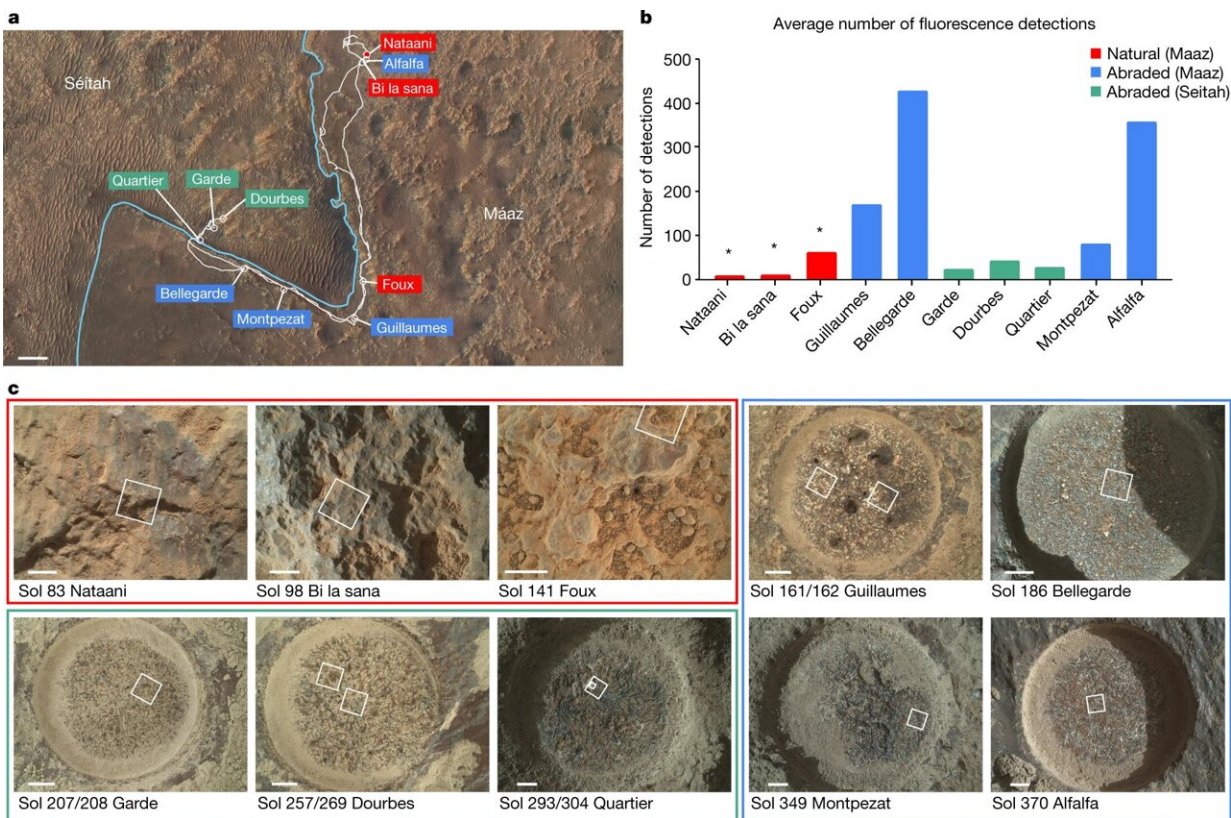 a
Séítah
Nataani
Alfalfa
Bi la sana
Quartier
Garde
Dourbes
Máaz
Bellegarde
Montpezat
Foux
Guillaumes
b
Average number of fluorescence detections
Natural (Maaz)
Abraded (Maaz)
Abraded (Seitah)
Number of detections
500
400
300
200
100
0
*
*
*
Nataani
Bi la sana
Foux
Guillaumes
Bellegarde
Garde
Dourbes
Quartier
Montpezat
Alfalfa
c
Sol 83 Nataani
Sol 98 Bi la sana
Sol 141 Foux
Sol 161/162 Guillaumes
Sol 186 Bellegarde
Sol 207/208 Garde
Sol 257/269 Dourbes
Sol 293/304 Quartier
Sol 349 Montpezat
Sol 370 Alfalfa